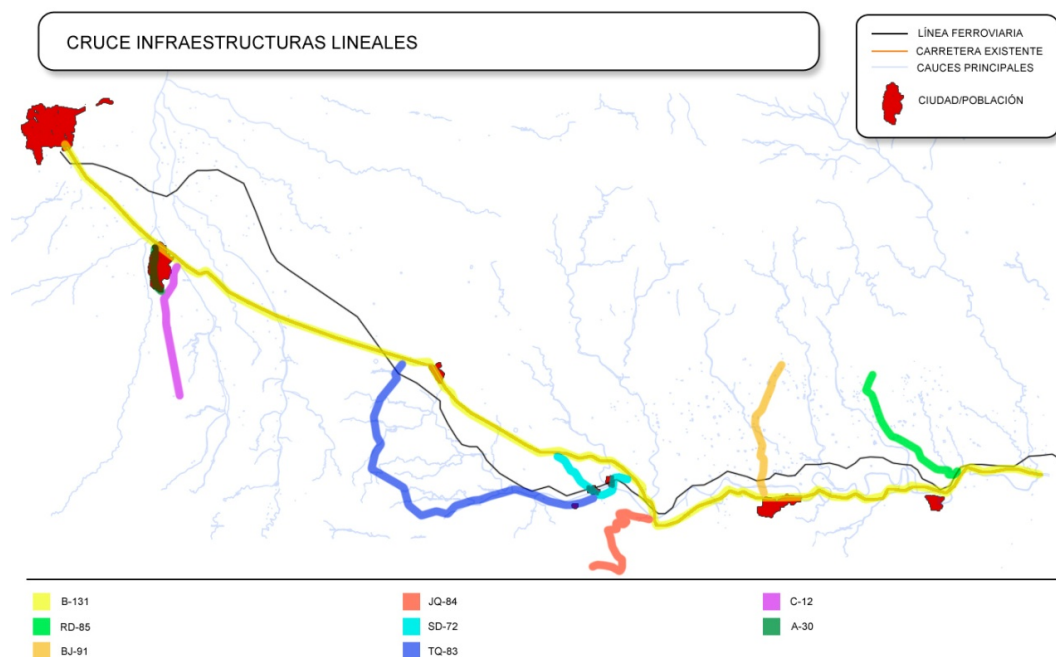 CRUCE INFRAESTRUCTURAS LINEALES
LÍNEA FERROVIARIA
CARRETERA EXISTENTE
CAUCES PRINCIPALES
CIUDAD/POBLACIÓN
B-131
RD-85
BJ-91
JQ-84
SD-72
TQ-83
C-12
A-30